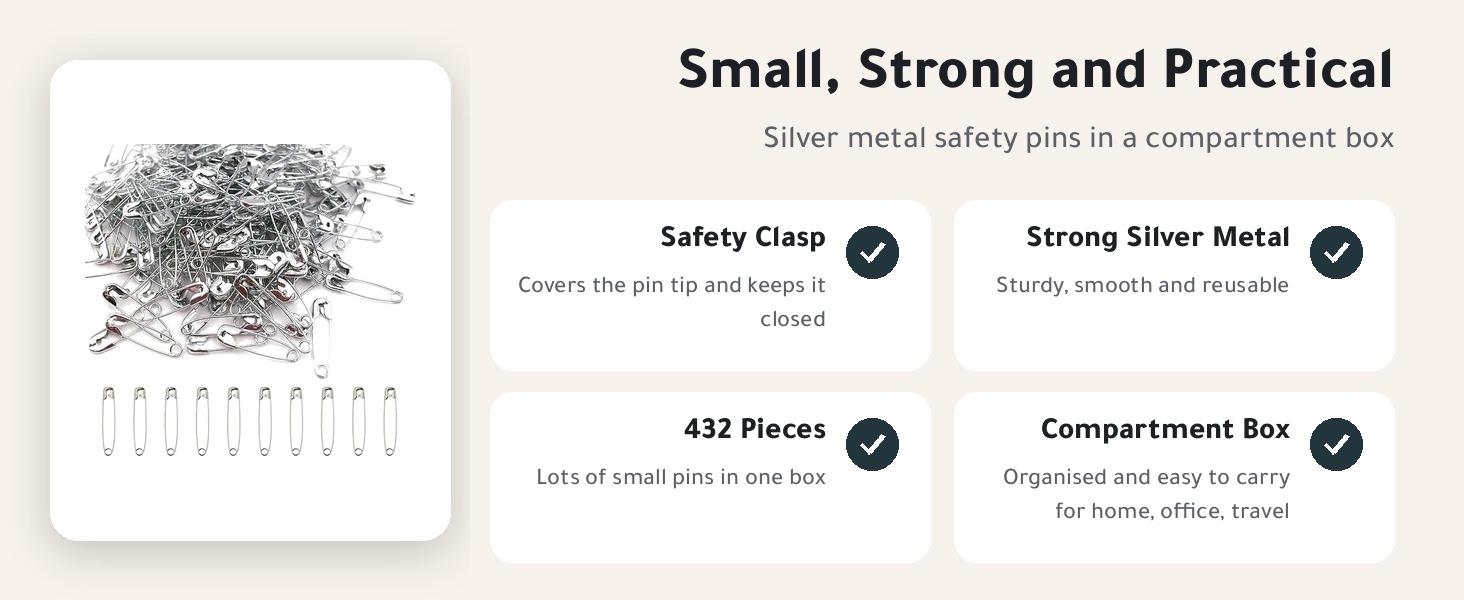 Small, Strong and Practical
Silver metal safety pins in a compartment box
Safety Clasp
Covers the pin tip and keeps it
closed
Strong Silver Metal
Sturdy, smooth and reusable
432 Pieces
Lots of small pins in one box
Compartment Box
Organised and easy to carry
for home, office, travel